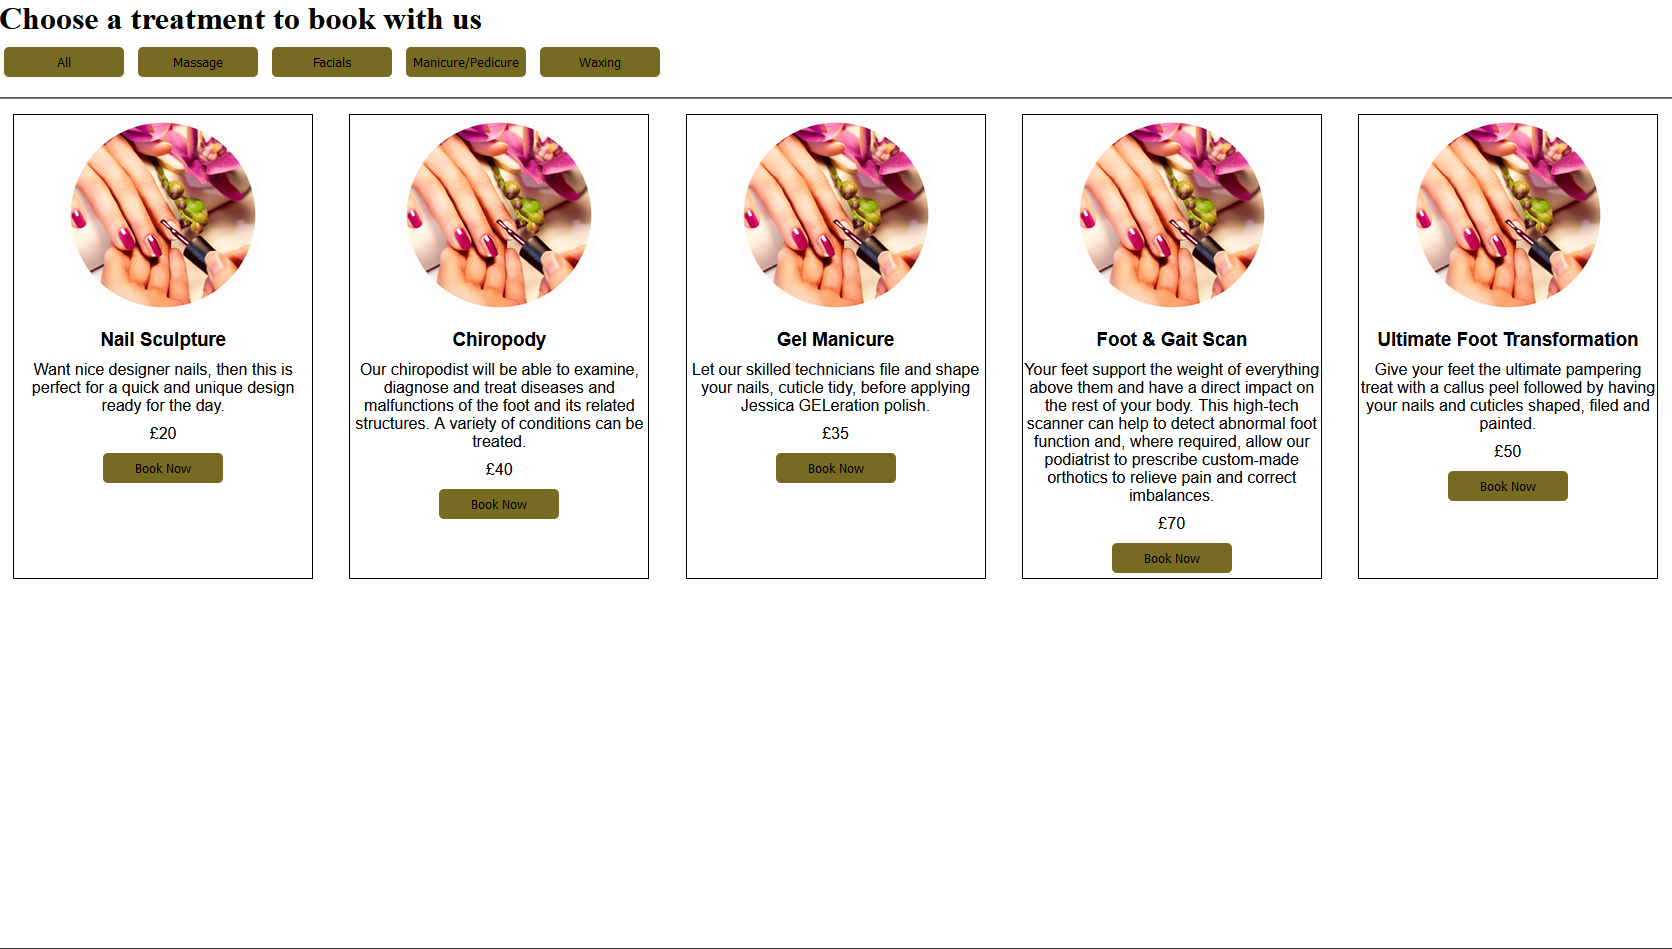 Choose a treatment to book with us
All
Massage
Facials
Manicure/Pedicure
Waxing
Nail Sculpture
Want nice designer nails, then this is
perfect for a quick and unique design
ready for the day.
£20
Book Now
Chiropody
Our chiropodist will be able to examine,
diagnose and treat diseases and
malfunctions of the foot and its related
structures. A variety of conditions can be
treated.
£40
Book Now
Gel Manicure
Let our skilled technicians file and shape
your nails, cuticle tidy, before applying
Jessica GELeration polish.
£35
Book Now
Foot & Gait Scan
Your feet support the weight of everything
above them and have a direct impact on
the rest of your body. This high-tech
scanner can help to detect abnormal foot
function and, where required, allow our
podiatrist to prescribe custom-made
orthotics to relieve pain and correct
imbalances.
£70
Book Now
Ultimate Foot Transformation
Give your feet the ultimate pampering
treat with a callus peel followed by having
your nails and cuticles shaped, filed and
painted.
£50
Book Now